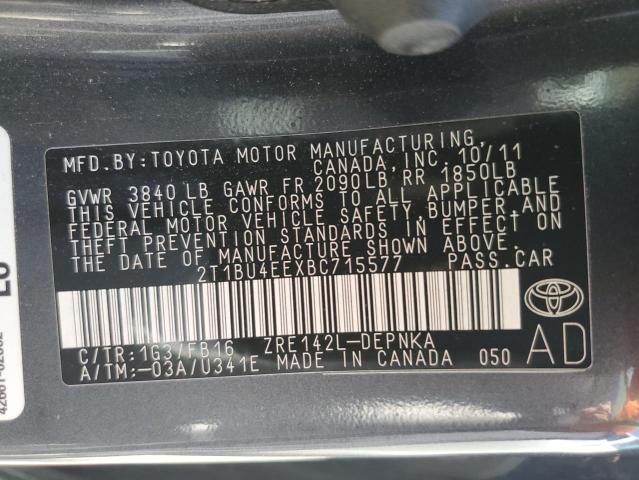 MFD.BY:TOYOTA MOTOR MANUFACTURING,
CANADA,INC. 10/11
GVWR 3840LB GAWR FR 2090LB,RR 1850LB
THIS VEHICLE CONFORMS TO ALL APPLICABLE
FEDERAL MOTOR VEHICLE SAFETY,BUMPER,AND
THEFT PREVENTION STANDARDS IN EFFECT ON
THE DATE OF MANUFACTURE SHOWN ABOVE.
2T1BU4EEXBC715577 PASS.CAR
C/TR:1G3/FB16 ZRE142L-DEPNKA
A/TM:-03A/U341E MADE IN CANADA 050
AD